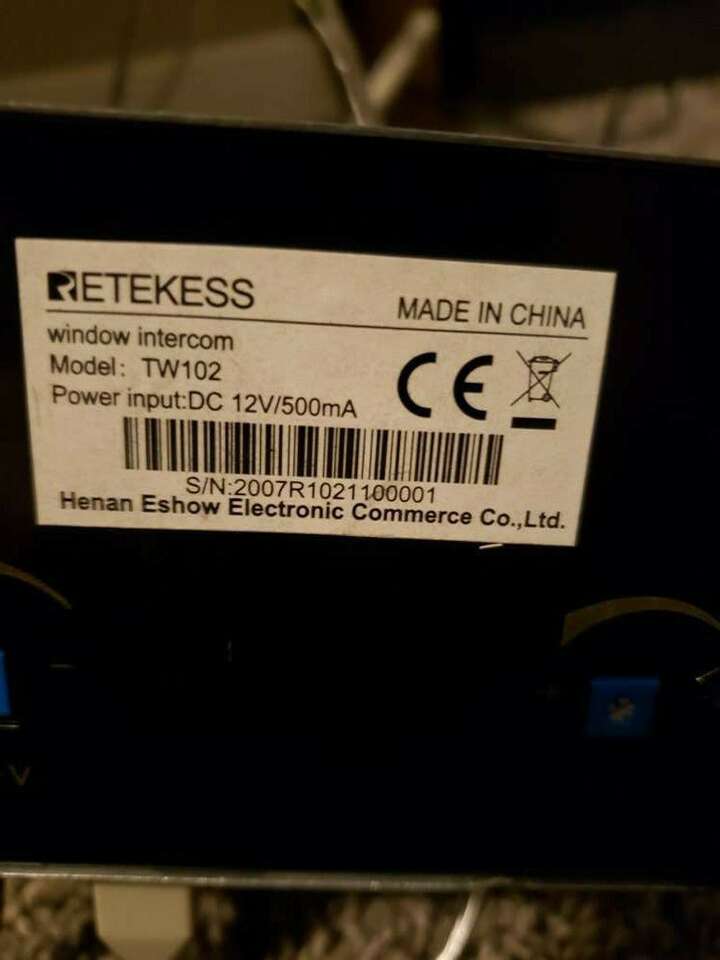 RETEKESS
MADE IN CHINA
window intercom
Model: TW102
Power input:DC 12V/500mA
CE
S/N:2007R1021100001
Henan Eshow Electronic Commerce Co.,Ltd.
V